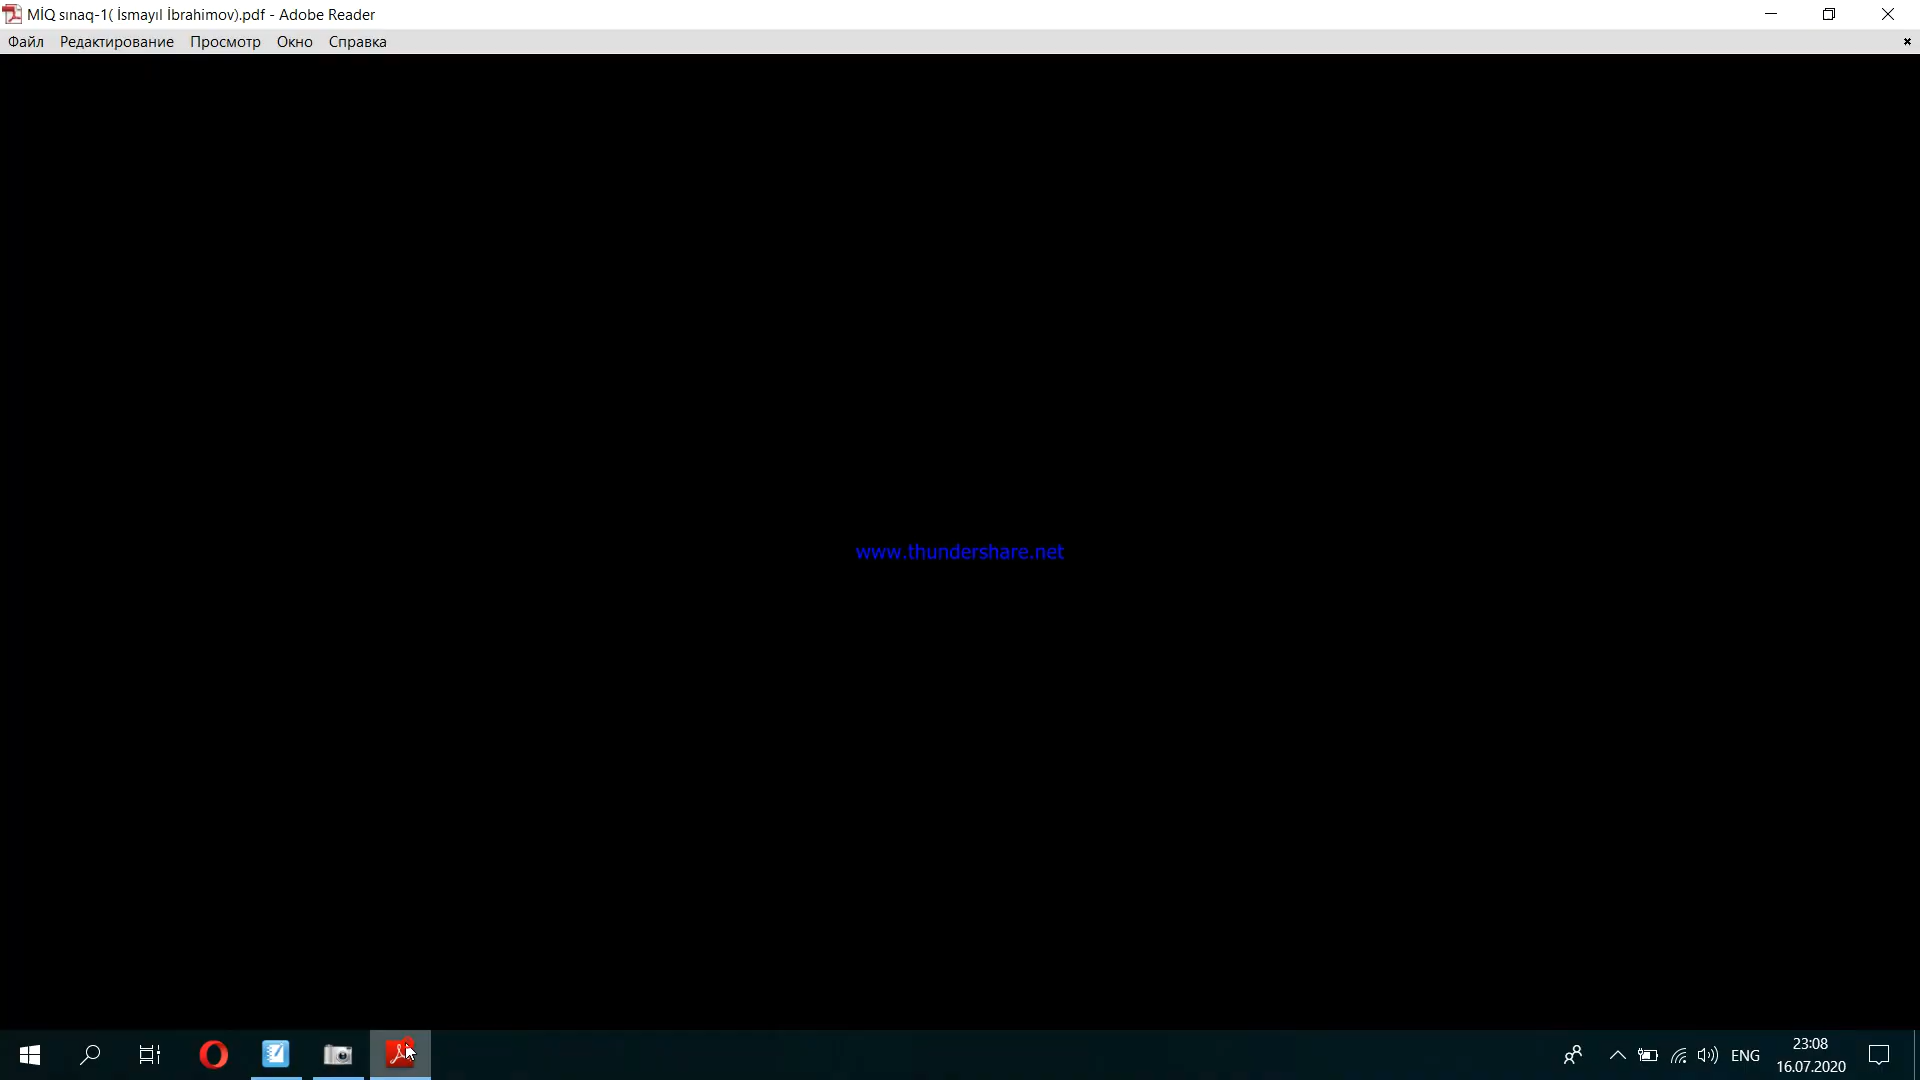 MİQ sınaq-1( İsmayıl İbrahimov).pdf - Adobe Reader
Файл Редактирование Просмотр Окно Справка
www.thundershare.net
ENG
23:08
16.07.2020